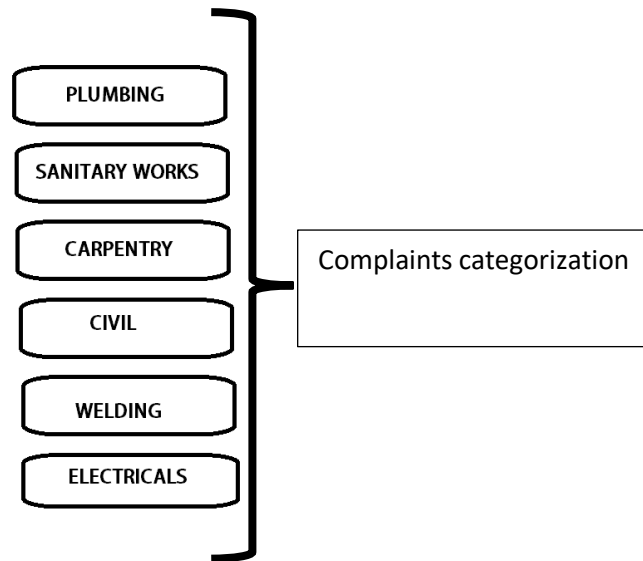 PLUMBING
SANITARY WORKS
CARPENTRY
CIVIL
WELDING
ELECTRICALS
Complaints categorization